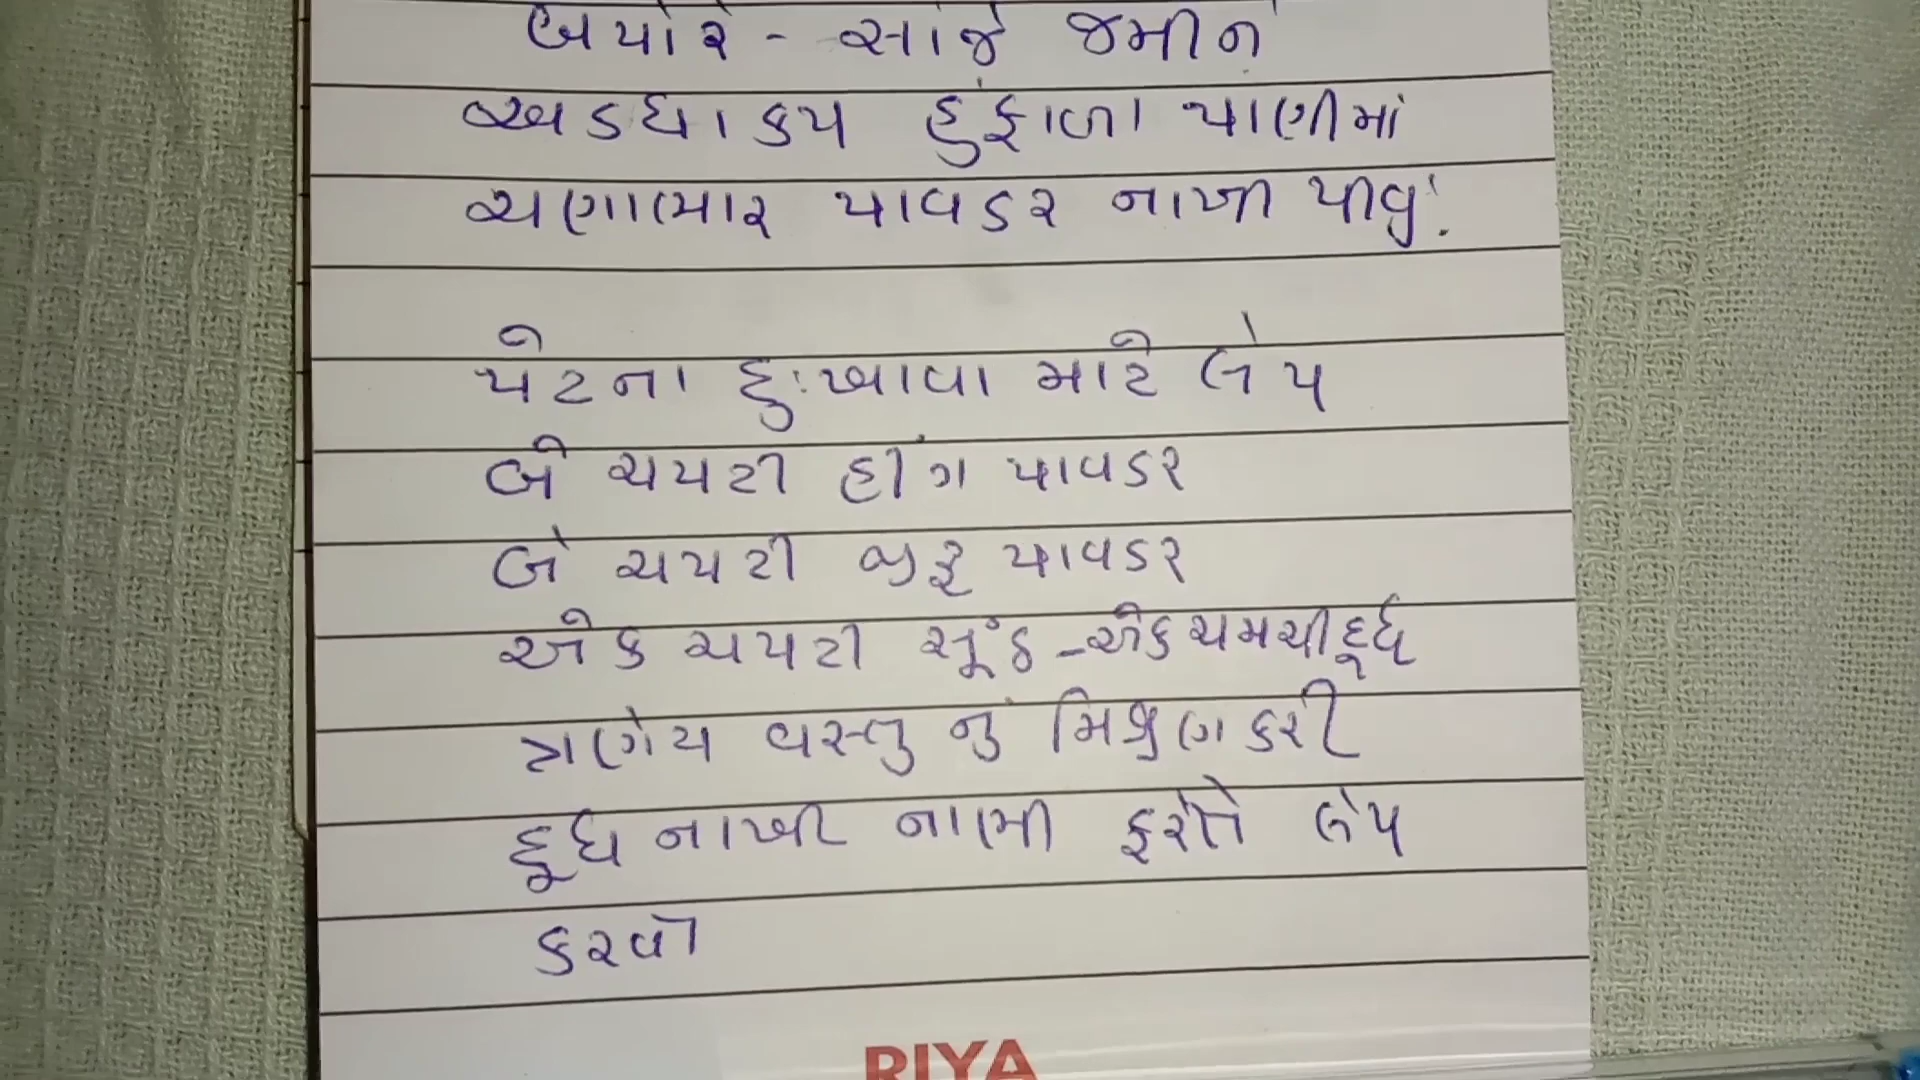 બપોરે - સાંજે જમીને
અડધા કપ હુંફાળા પાણીમાં
ચણાભાર પાવડર નાખી પીવું.
પેટના દુ:ખાવા માટે લેપ
બે ચપટી હીંગ પાવડર
બે ચપટી જીરૂ પાવડર
એક ચપટી સૂંઠ - એક ચમચી દૂધ
ત્રણેય વસ્તુ નું મિશ્રણ કરી
દૂધ નાખી નાભી ફરતે લેપ
કરવો
RIYA